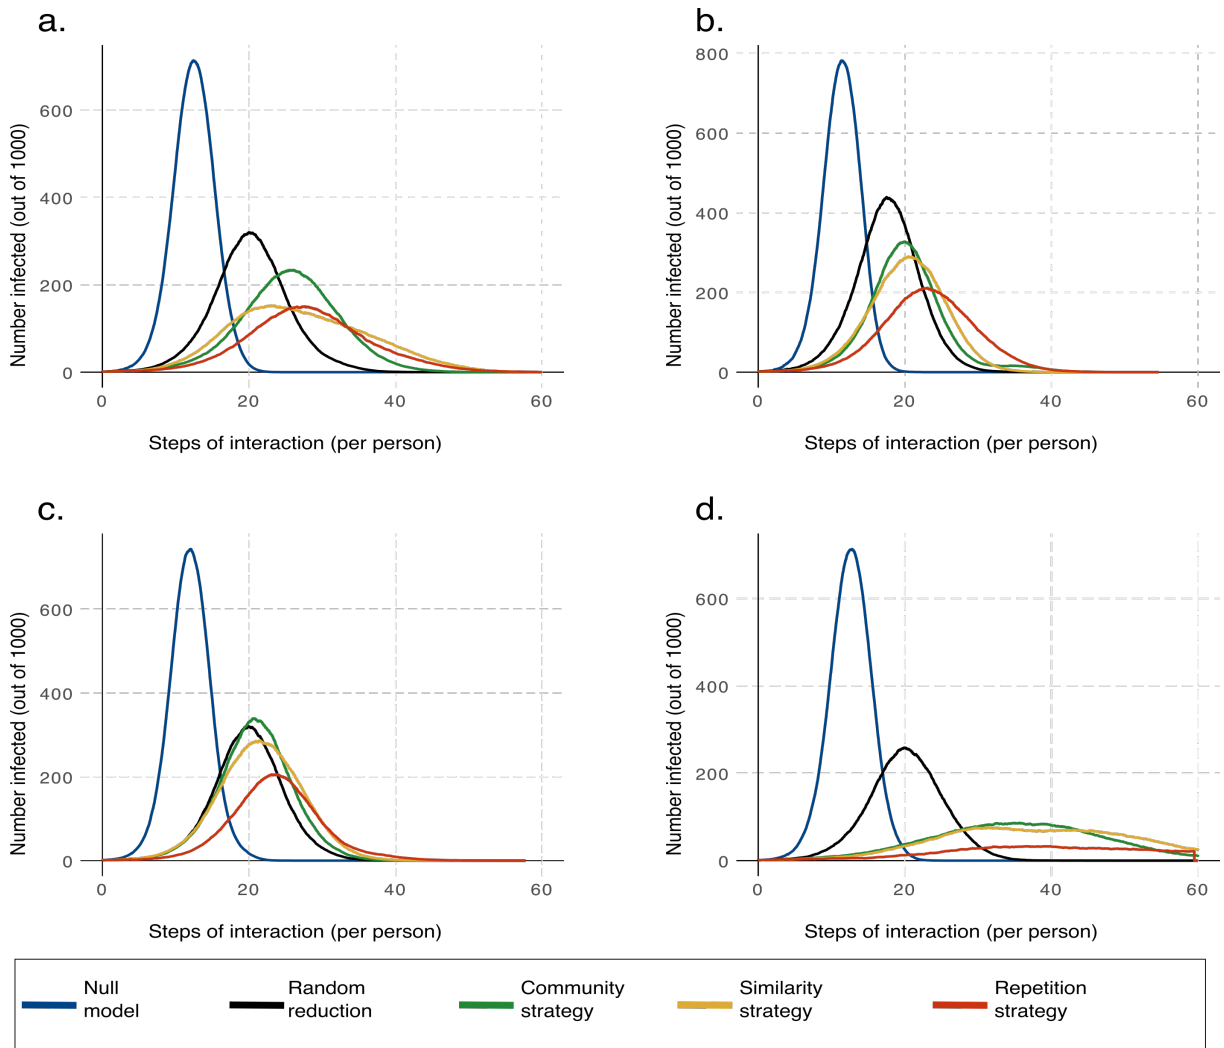 a.
Number infected (out of 1000)
600
400
200
0
0 20 40 60
Steps of interaction (per person)
b.
Number infected (out of 1000)
800
600
400
200
0
0 20 40 60
Steps of interaction (per person)
c.
Number infected (out of 1000)
600
400
200
0
0 20 40 60
Steps of interaction (per person)
d.
Number infected (out of 1000)
600
400
200
0
0 20 40 60
Steps of interaction (per person)
Null
model
Random
reduction
Community
strategy
Similarity
strategy
Repetition
strategy